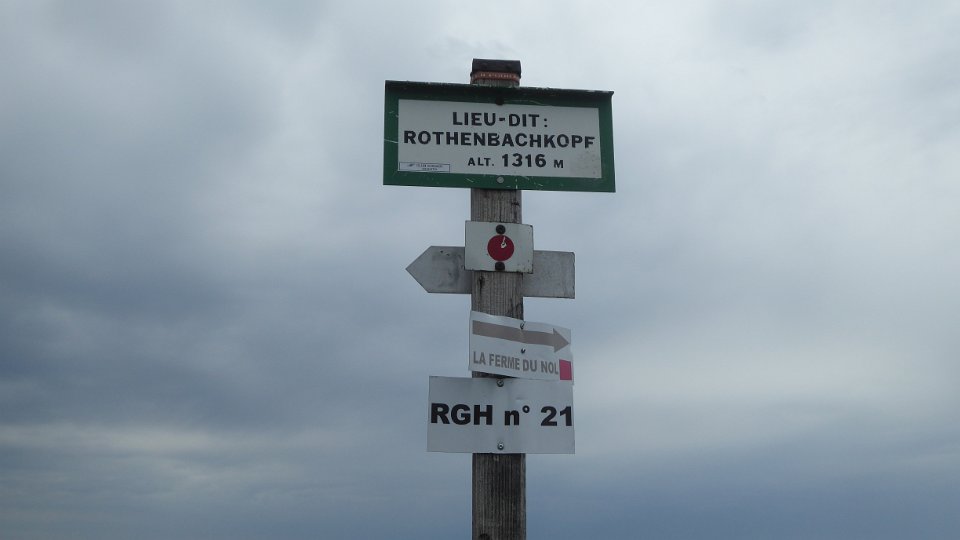 LIEU-DIT:
ROTHENBACHKOPF
ALT. 1316 M
LA FERME DU NOL
RGH n° 21